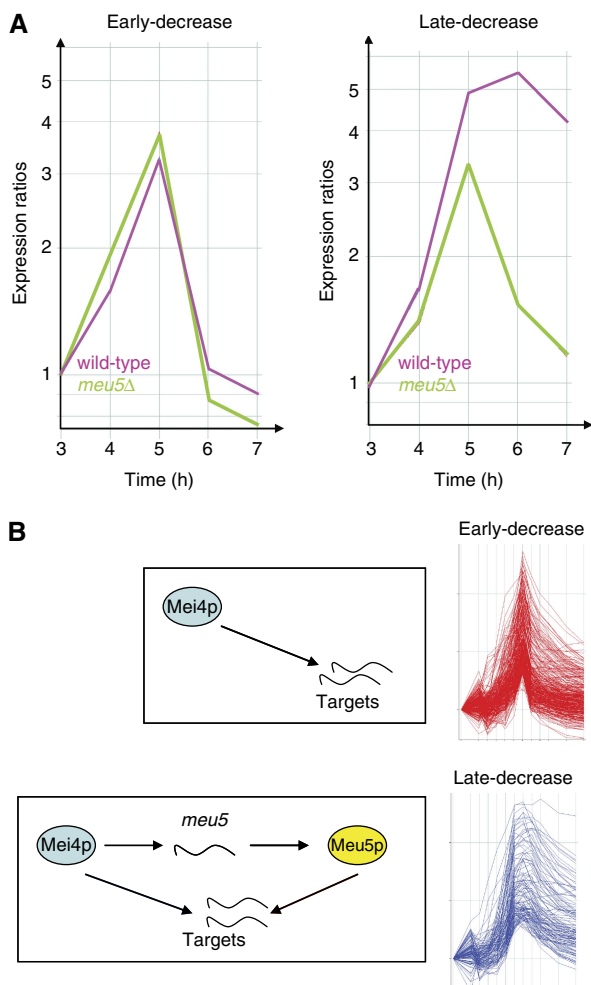 A
Early-decrease
Expression ratios
5
4
3
2
1
wild-type
meu5Δ
3 4 5 6 7
Time (h)
Late-decrease
Expression ratios
5
4
3
2
1
wild-type
meu5Δ
3 4 5 6 7
Time (h)
B
Early-decrease
Mei4p
Targets
Late-decrease
meu5
Mei4p
Meu5p
Targets